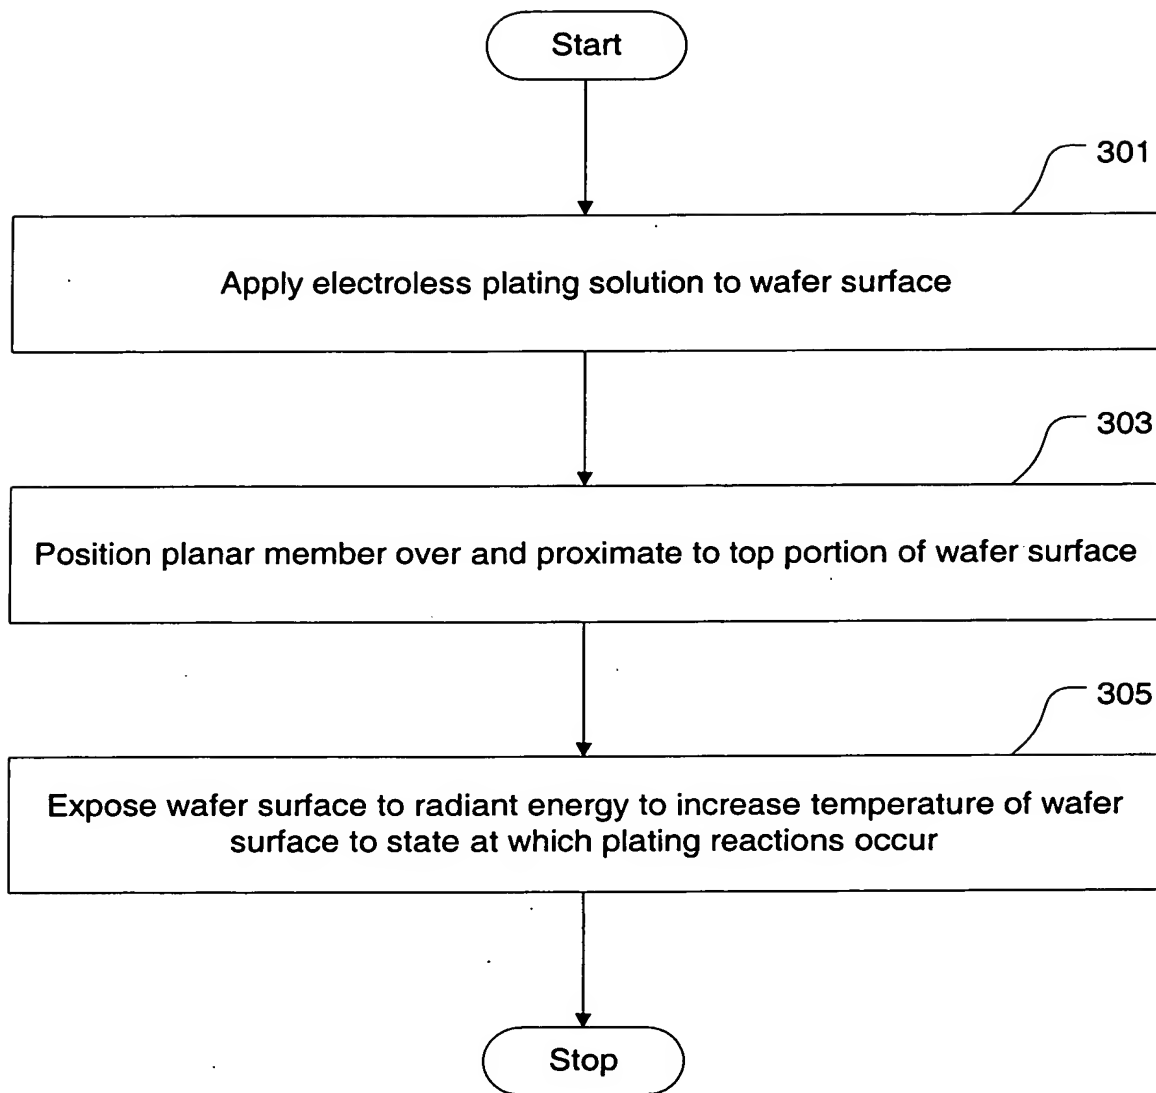 Start
301
Apply electroless plating solution to wafer surface
303
Position planar member over and proximate to top portion of wafer surface
305
Expose wafer surface to radiant energy to increase temperature of wafer
surface to state at which plating reactions occur
Stop